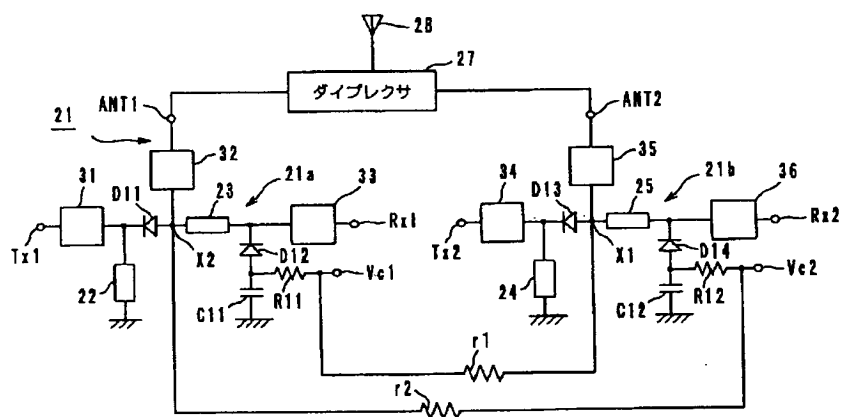 28
27
ダイプレクサ
ANT1
ANT2
21
32
35
31
D11
23
21a
33
34
D13
25
21b
36
Tx1
X2
Rx1
Tx2
X1
Rx2
D12
D14
Vc1
Vc2
22
C11
R11
24
C12
R12
r1
r2